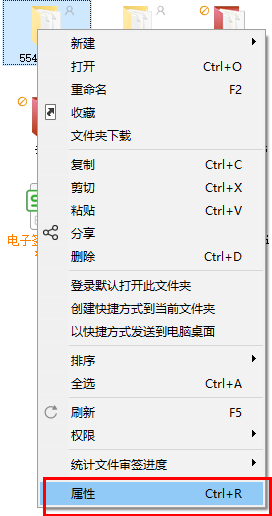 554
新建
打开 Ctrl+O
重命名 F2
收藏
文件夹下载
复制 Ctrl+C
剪切 Ctrl+X
粘贴 Ctrl+V
分享
删除 Ctrl+D
电子签
登录默认打开此文件夹
创建快捷方式到当前文件夹
以快捷方式发送到电脑桌面
排序
全选 Ctrl+A
刷新 F5
权限
统计文件审签进度
属性 Ctrl+R